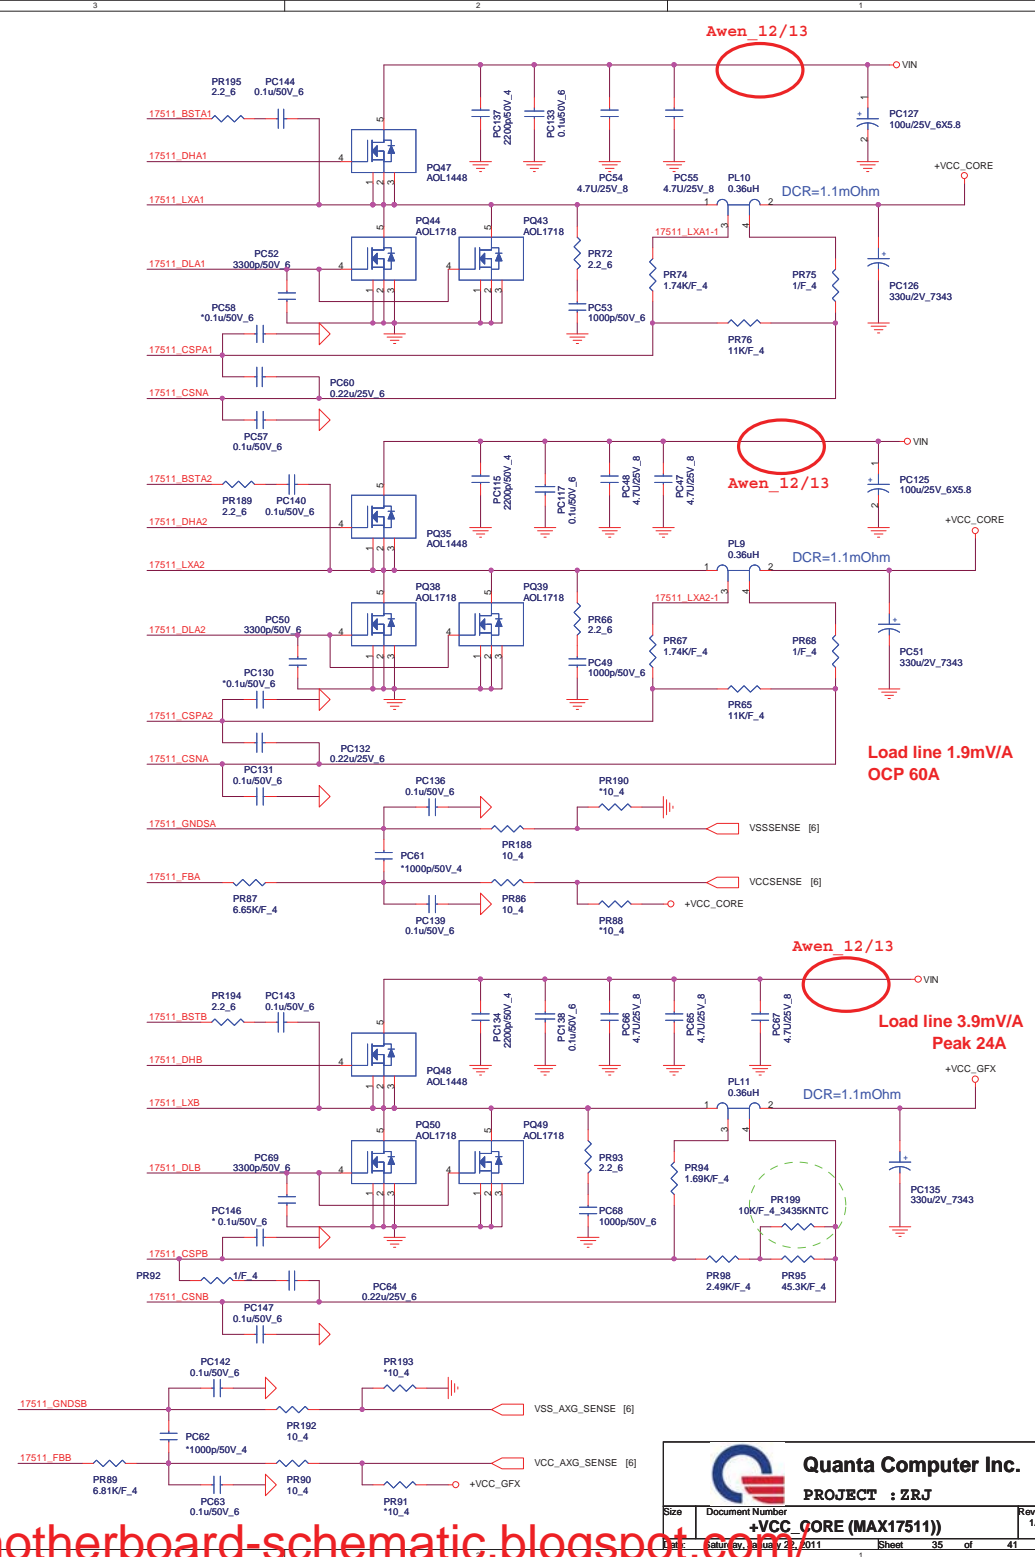 3 2 1
Awen_12/13
VIN
PR195
2.2_6
PC144
0.1u/50V_6
17511_BSTA1
17511_DHA1
17511_LXA1
PQ47
AOL1448
PC137
2200p/50V_4
PC133
0.1u/50V_6
PC54
4.7U/25V_8
PC55
4.7U/25V_8
PC127
100u/25V_6X5.8
PL10
0.36uH
DCR=1.1mOhm
+VCC_CORE
17511_LXA1-1
PQ44
AOL1718
PQ43
AOL1718
17511_DLA1
PC52
3300p/50V_6
PR72
2.2_6
PC53
1000p/50V_6
PR74
1.74K/F_4
PR75
1/F_4
PR76
11K/F_4
PC126
330u/2V_7343
PC58
*0.1u/50V_6
17511_CSPA1
PC60
0.22u/25V_6
17511_CSNA
PC57
0.1u/50V_6
VIN
Awen_12/13
17511_BSTA2
PR189
2.2_6
PC140
0.1u/50V_6
17511_DHA2
17511_LXA2
PQ35
AOL1448
PC115
2200p/50V_4
PC117
0.1u/50V_6
PC48
4.7U/25V_8
PC47
4.7U/25V_8
PC125
100u/25V_6X5.8
+VCC_CORE
PL9
0.36uH
DCR=1.1mOhm
17511_LXA2-1
PQ38
AOL1718
PQ39
AOL1718
17511_DLA2
PC50
3300p/50V_6
PR66
2.2_6
PC49
1000p/50V_6
PR67
1.74K/F_4
PR68
1/F_4
PR65
11K/F_4
PC51
330u/2V_7343
PC130
*0.1u/50V_6
17511_CSPA2
PC132
0.22u/25V_6
17511_CSNA
PC131
0.1u/50V_6
Load line 1.9mV/A
OCP 60A
PC136
0.1u/50V_6
PR190
*10_4
17511_GNDSA
PR188
10_4
VSSSENSE [6]
PC61
*1000p/50V_4
17511_FBA
PR87
6.65K/F_4
PC139
0.1u/50V_6
PR86
10_4
VCCSENSE [6]
PR88
*10_4
+VCC_CORE
Awen_12/13
VIN
PR194
2.2_6
PC143
0.1u/50V_6
17511_BSTB
17511_DHB
17511_LXB
PQ48
AOL1448
PC134
2200p/50V_4
PC138
0.1u/50V_6
PC66
4.7U/25V_8
PC65
4.7U/25V_8
PC67
4.7U/25V_8
Load line 3.9mV/A
Peak 24A
+VCC_GFX
PL11
0.36uH
DCR=1.1mOhm
PQ50
AOL1718
PQ49
AOL1718
17511_DLB
PC69
3300p/50V_6
PR93
2.2_6
PC68
1000p/50V_6
PR94
1.69K/F_4
PR199
10K/F_4_3435KNTC
PC135
330u/2V_7343
PC146
* 0.1u/50V_6
17511_CSPB
PR92
1/F_4
PC64
0.22u/25V_6
PR98
2.49K/F_4
PR95
45.3K/F_4
17511_CSNB
PC147
0.1u/50V_6
PC142
0.1u/50V_6
PR193
*10_4
17511_GNDSB
PR192
10_4
VSS_AXG_SENSE [6]
PC62
*1000p/50V_4
17511_FBB
PR89
6.81K/F_4
PC63
0.1u/50V_6
PR90
10_4
VCC_AXG_SENSE [6]
PR91
*10_4
+VCC_GFX
Quanta Computer Inc.
PROJECT : ZRJ
Size Document Number Rev
+VCC_CORE (MAX17511))
Date: Saturday, January 22, 2011 Sheet 35 of 41
1
notherboard-schematic.blogspot.com/